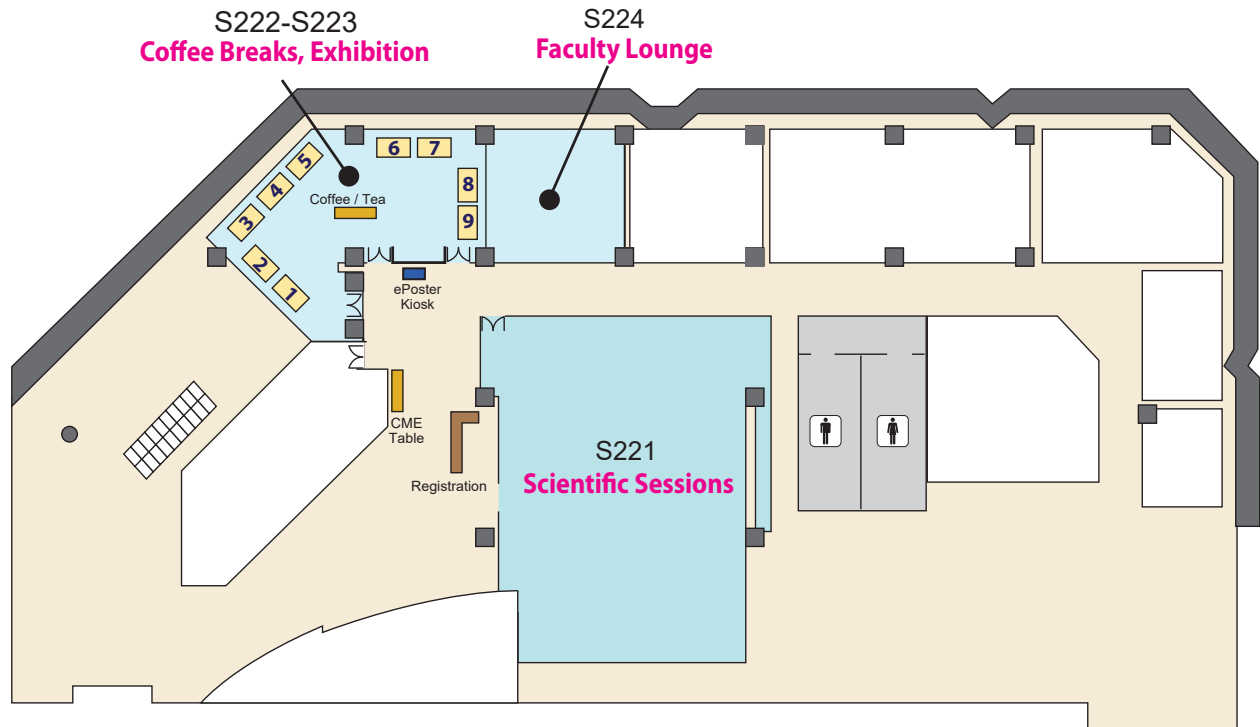 S222-S223
Coffee Breaks, Exhibition
S224
Faculty Lounge
6
7
5
4
3
2
1
8
9
Coffee / Tea
ePoster
Kiosk
CME
Table
Registration
S221
Scientific Sessions